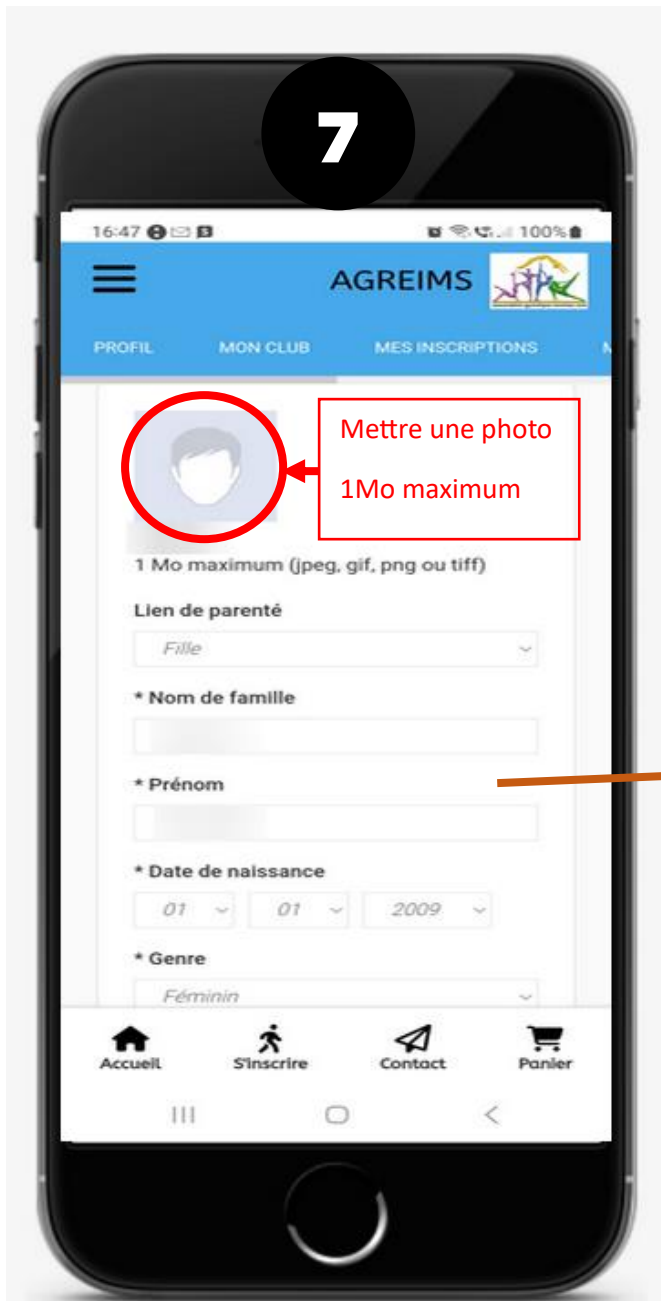 7
16:47 100%
AGREIMS
PROFIL MON CLUB MES INSCRIPTIONS M
Mettre une photo
1Mo maximum
1 Mo maximum (jpeg, gif, png ou tiff)
Lien de parenté
Fille
* Nom de famille
* Prénom
* Date de naissance
01 01 2009
* Genre
Féminin
Accueil S'inscrire Contact Panier